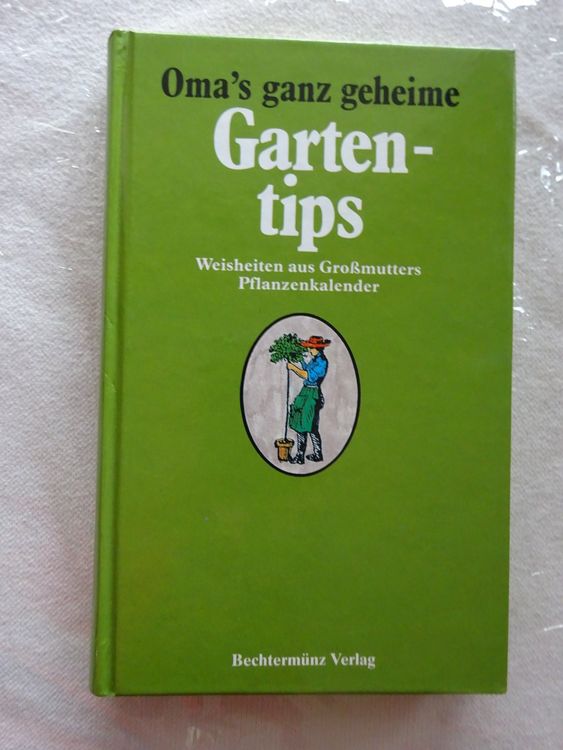 Oma's ganz geheime
Garten-
tips
Weisheiten aus Großmutters
Pflanzenkalender
Bechtermünz Verlag